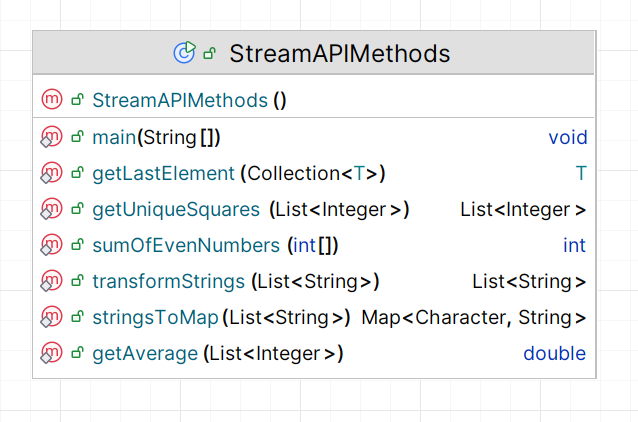 StreamAPIMethods
StreamAPIMethods()
main(String[]) void
getLastElement(Collection<T>) T
getUniqueSquares(List<Integer>) List<Integer>
sumOfEvenNumbers(int[]) int
transformStrings(List<String>) List<String>
stringsToMap(List<String>) Map<Character, String>
getAverage(List<Integer>) double